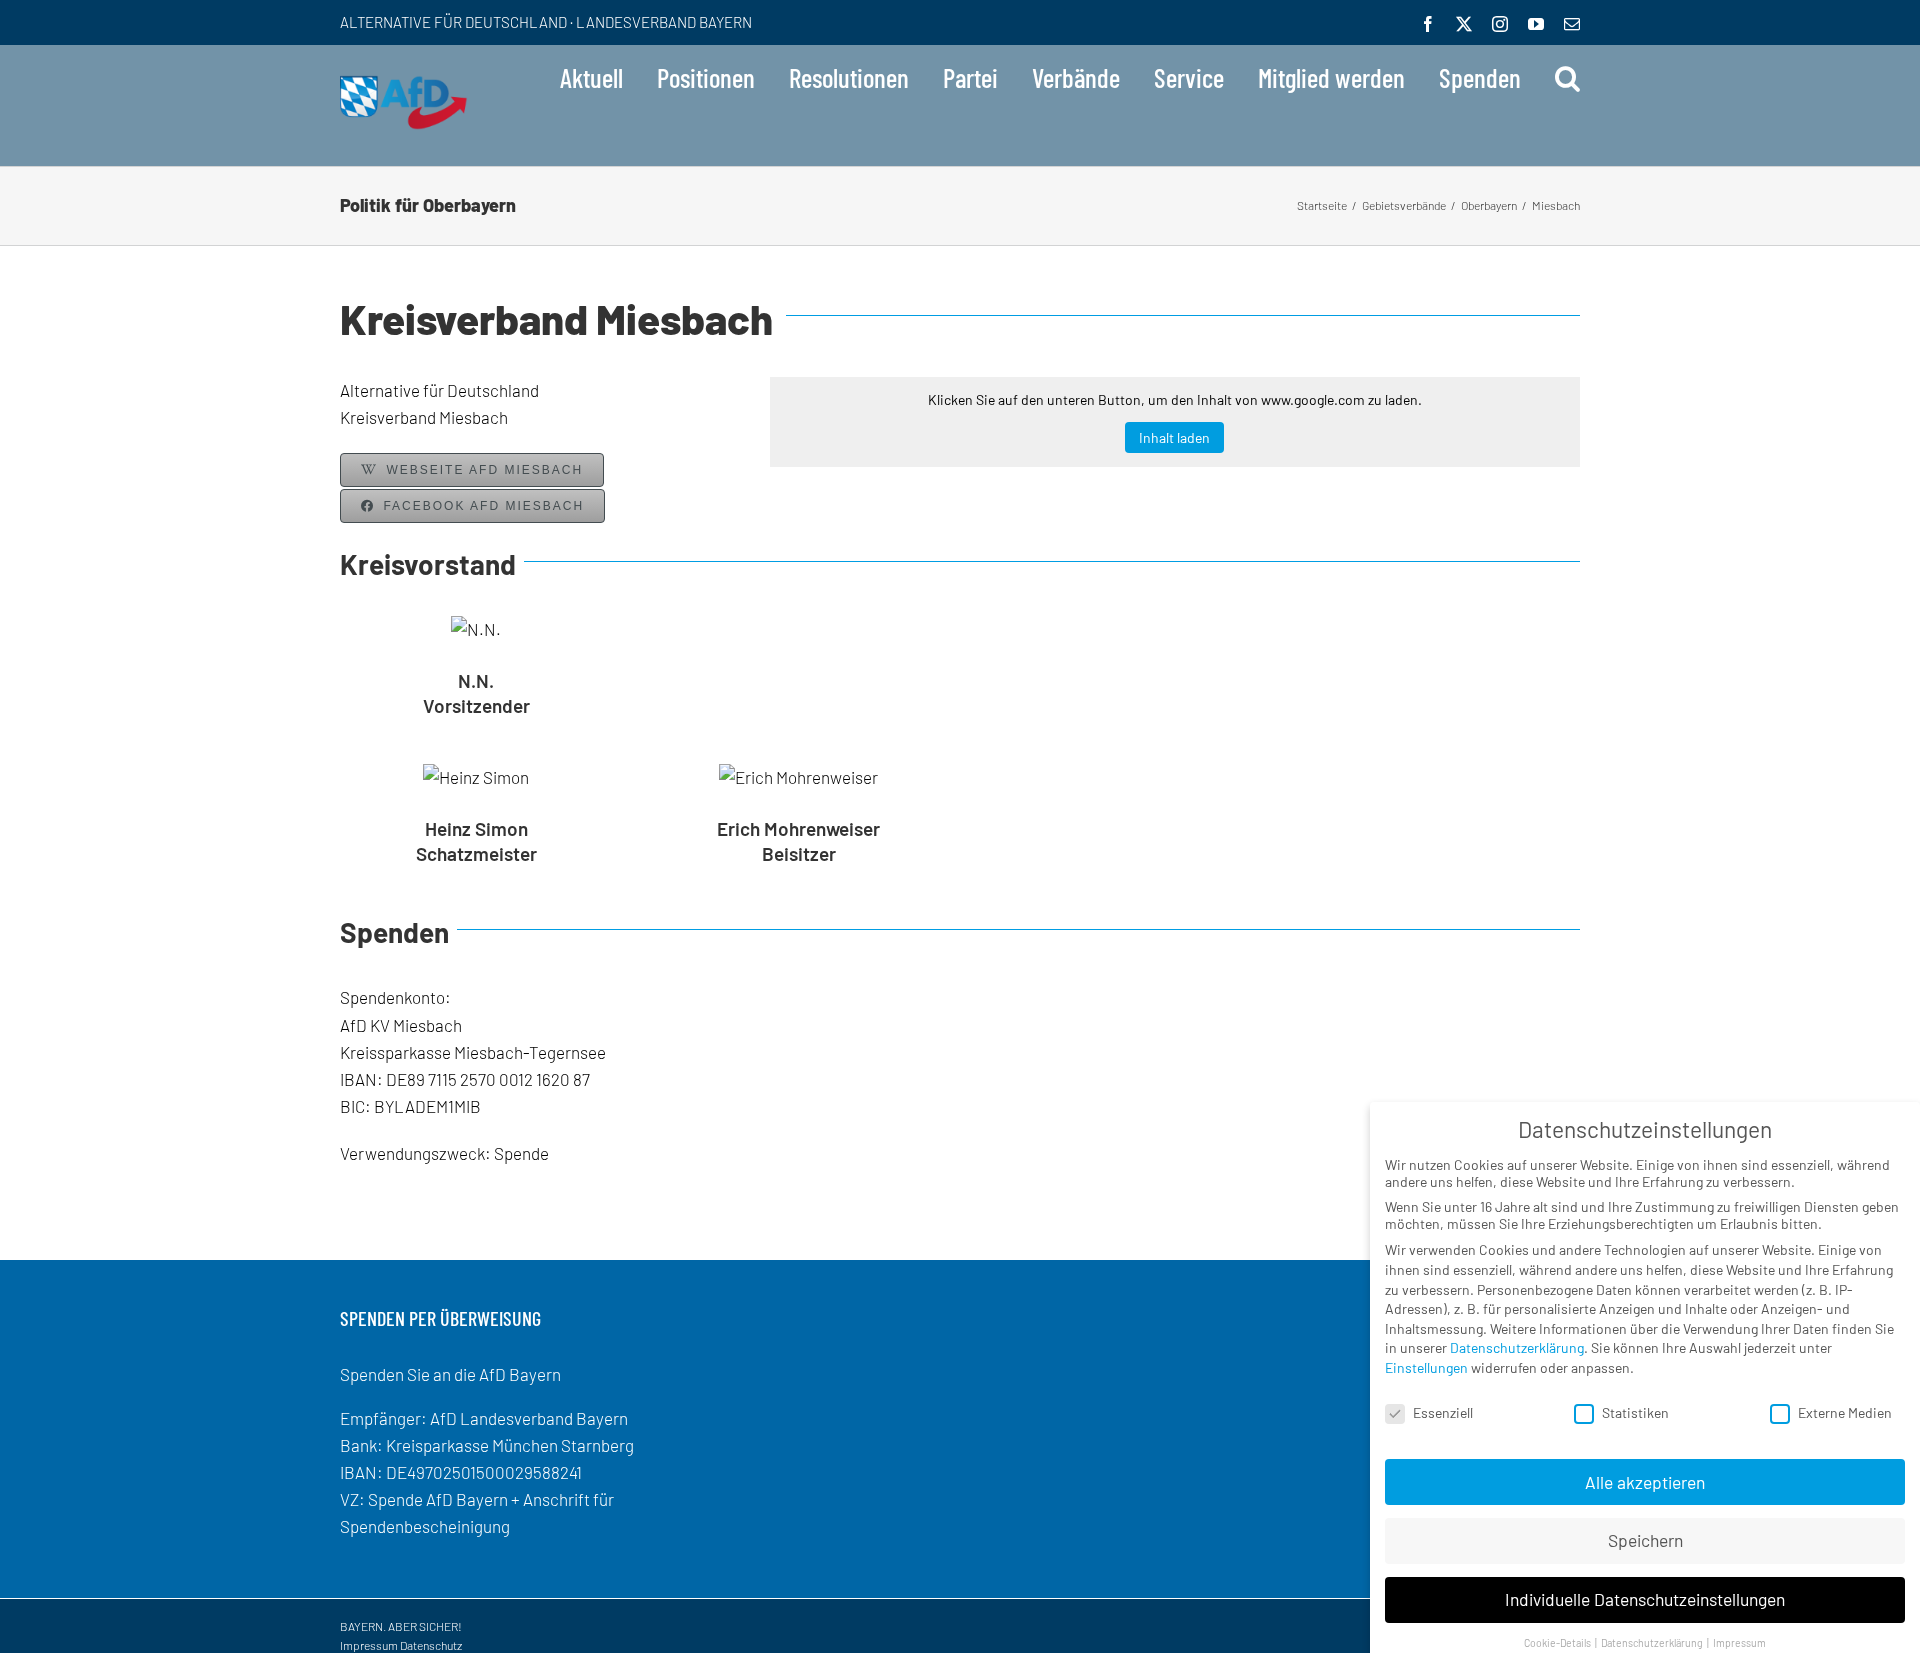 ALTERNATIVE FÜR DEUTSCHLAND · LANDESVERBAND BAYERN
AfD
Aktuell Positionen Resolutionen Partei Verbände Service Mitglied werden Spenden
Politik für Oberbayern
Startseite / Gebietsverbände / Oberbayern / Miesbach
Kreisverband Miesbach
Alternative für Deutschland
Kreisverband Miesbach
WEBSEITE AFD MIESBACH
FACEBOOK AFD MIESBACH
Klicken Sie auf den unteren Button, um den Inhalt von www.google.com zu laden.
Inhalt laden
Kreisvorstand
N.N.
N.N.
Vorsitzender
Heinz Simon
Heinz Simon
Schatzmeister
Erich Mohrenweiser
Erich Mohrenweiser
Beisitzer
Spenden
Spendenkonto:
AfD KV Miesbach
Kreissparkasse Miesbach-Tegernsee
IBAN: DE89 7115 2570 0012 1620 87
BIC: BYLADEM1MIB
Verwendungszweck: Spende
SPENDEN PER ÜBERWEISUNG
Spenden Sie an die AfD Bayern
Empfänger: AfD Landesverband Bayern
Bank: Kreisparkasse München Starnberg
IBAN: DE49702501500029588241
VZ: Spende AfD Bayern + Anschrift für
Spendenbescheinigung
BAYERN. ABER SICHER!
Impressum Datenschutz
Datenschutzeinstellungen
Wir nutzen Cookies auf unserer Website. Einige von ihnen sind essenziell, während
andere uns helfen, diese Website und Ihre Erfahrung zu verbessern.
Wenn Sie unter 16 Jahre alt sind und Ihre Zustimmung zu freiwilligen Diensten geben
möchten, müssen Sie Ihre Erziehungsberechtigten um Erlaubnis bitten.
Wir verwenden Cookies und andere Technologien auf unserer Website. Einige von
ihnen sind essenziell, während andere uns helfen, diese Website und Ihre Erfahrung
zu verbessern. Personenbezogene Daten können verarbeitet werden (z. B. IP-
Adressen), z. B. für personalisierte Anzeigen und Inhalte oder Anzeigen- und
Inhaltsmessung. Weitere Informationen über die Verwendung Ihrer Daten finden Sie
in unserer Datenschutzerklärung. Sie können Ihre Auswahl jederzeit unter
Einstellungen widerrufen oder anpassen.
Essenziell Statistiken Externe Medien
Alle akzeptieren
Speichern
Individuelle Datenschutzeinstellungen
Cookie-Details | Datenschutzerklärung | Impressum